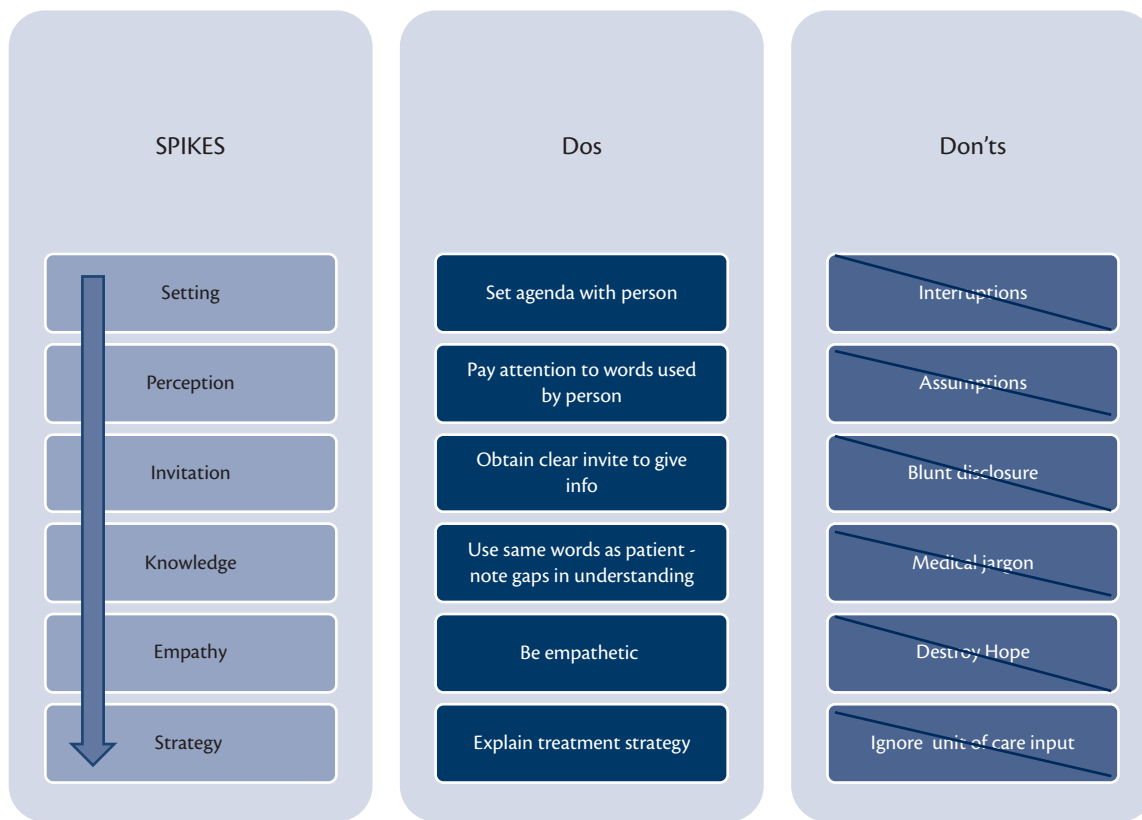 SPIKES
Setting
Perception
Invitation
Knowledge
Empathy
Strategy
Dos
Set agenda with person
Pay attention to words used
by person
Obtain clear invite to give
info
Use same words as patient -
note gaps in understanding
Be empathetic
Explain treatment strategy
Don'ts
Interruptions
Assumptions
Blunt disclosure
Medical jargon
Destroy Hope
Ignore unit of care input